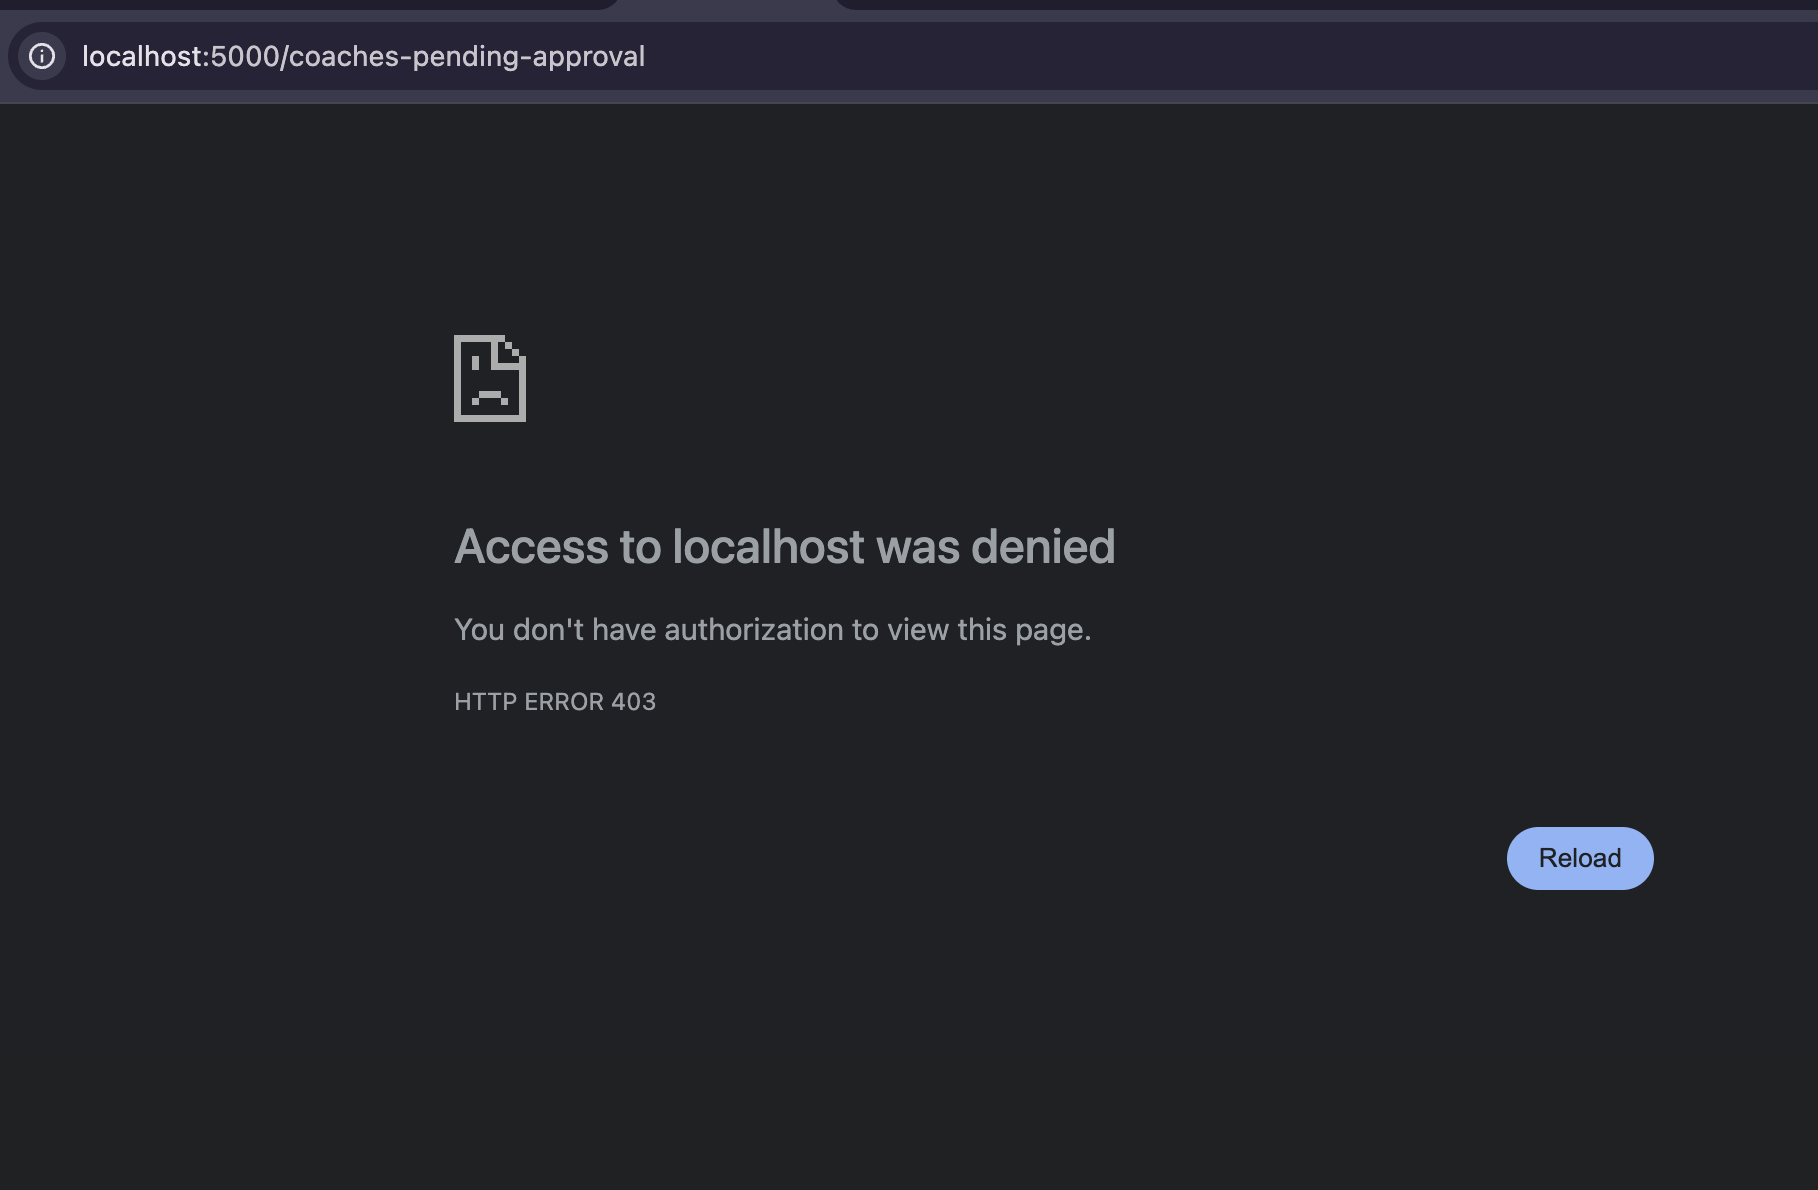 localhost:5000/coaches-pending-approval
Access to localhost was denied
You don't have authorization to view this page.
HTTP ERROR 403
Reload